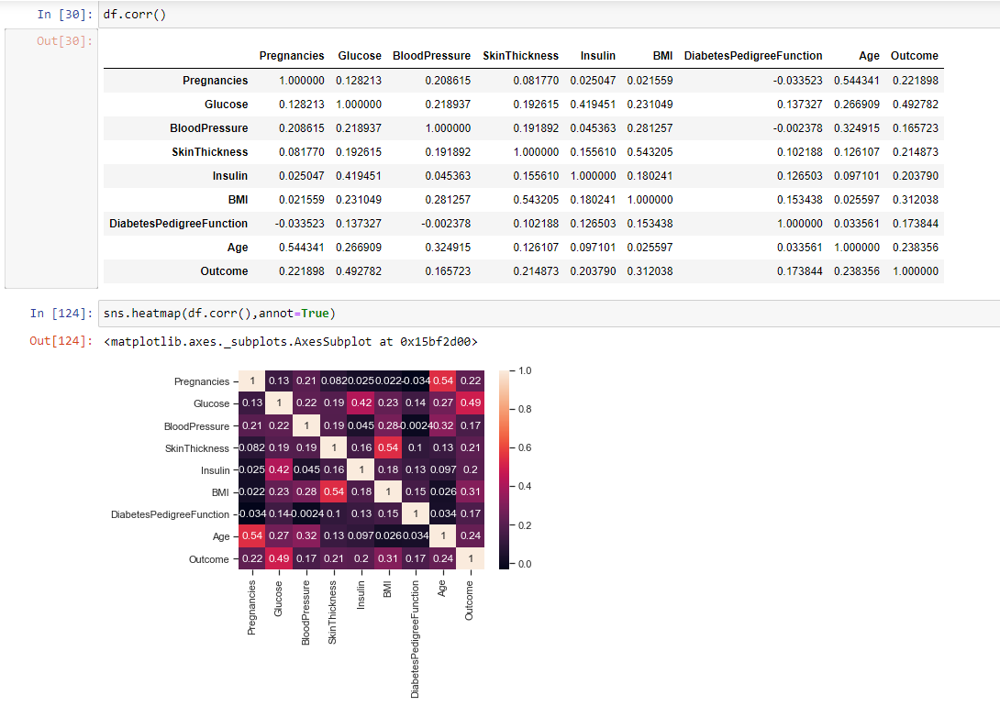 In [30]: df.corr()
Out[30]:
Pregnancies Glucose BloodPressure SkinThickness Insulin BMI DiabetesPedigreeFunction Age Outcome
Pregnancies 1.000000 0.128213 0.208615 0.081770 0.025047 0.021559 -0.033523 0.544341 0.221898
Glucose 0.128213 1.000000 0.218937 0.192615 0.419451 0.231049 0.137327 0.266909 0.492782
BloodPressure 0.208615 0.218937 1.000000 0.191892 0.045363 0.281257 -0.002378 0.324915 0.165723
SkinThickness 0.081770 0.192615 0.191892 1.000000 0.155610 0.543205 0.102188 0.126107 0.214873
Insulin 0.025047 0.419451 0.045363 0.155610 1.000000 0.180241 0.126503 0.097101 0.203790
BMI 0.021559 0.231049 0.281257 0.543205 0.180241 1.000000 0.153438 0.025597 0.312038
DiabetesPedigreeFunction -0.033523 0.137327 -0.002378 0.102188 0.126503 0.153438 1.000000 0.033561 0.173844
Age 0.544341 0.266909 0.324915 0.126107 0.097101 0.025597 0.033561 1.000000 0.238356
Outcome 0.221898 0.492782 0.165723 0.214873 0.203790 0.312038 0.173844 0.238356 1.000000
In [124]: sns.heatmap(df.corr(),annot=True)
Out[124]: <matplotlib.axes._subplots.AxesSubplot at 0x15bf2d00>
Pregnancies 1 0.13 0.21 0.082 0.025 0.022 -0.034 0.54 0.22
Glucose 0.13 1 0.22 0.19 0.42 0.23 0.14 0.27 0.49
BloodPressure 0.21 0.22 1 0.19 0.045 0.28 -0.0024 0.32 0.17
SkinThickness 0.082 0.19 0.19 1 0.16 0.54 0.1 0.13 0.21
Insulin 0.025 0.42 0.045 0.16 1 0.18 0.13 0.097 0.2
BMI 0.022 0.23 0.28 0.54 0.18 1 0.15 0.026 0.31
DiabetesPedigreeFunction -0.034 0.14 -0.0024 0.1 0.13 0.15 1 0.034 0.17
Age 0.54 0.27 0.32 0.13 0.097 0.026 0.034 1 0.24
Outcome 0.22 0.49 0.17 0.21 0.2 0.31 0.17 0.24 1
Pregnancies
Glucose
BloodPressure
SkinThickness
Insulin
BMI
DiabetesPedigreeFunction
Age
Outcome
1.0
0.8
0.6
0.4
0.2
0.0